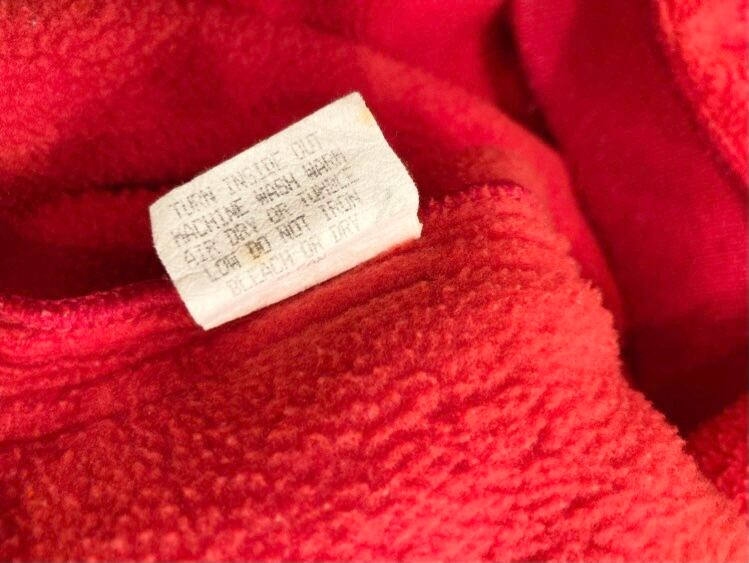 TURN INSIDE OUT
MACHINE WASH WARM
AIR DRY OR TUMBLE
LOW DO NOT IRON
BLEACH OR DRY